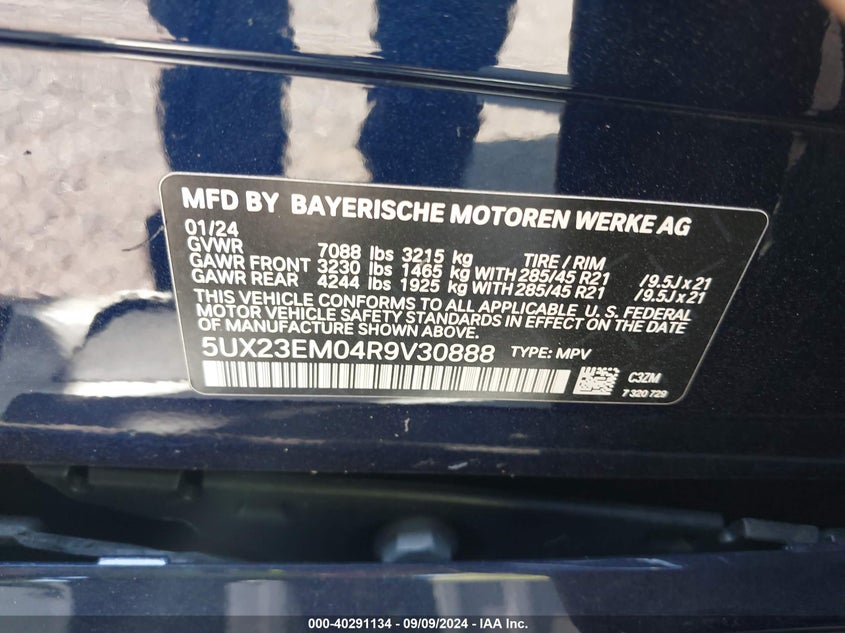 MFD BY BAYERISCHE MOTOREN WERKE AG
01/24
GVWR 7088 lbs 3215 kg TIRE / RIM
GAWR FRONT 3230 lbs 1465 kg WITH 285/45 R21 /9.5J x 21
GAWR REAR 4244 lbs 1925 kg WITH 285/45 R21 /9.5J x 21
THIS VEHICLE CONFORMS TO ALL APPLICABLE U. S. FEDERAL
MOTOR VEHICLE SAFETY STANDARDS IN EFFECT ON THE DATE
OF MANUFACTURE SHOWN ABOVE.
5UX23EM04R9V30888 TYPE: MPV
C3ZM
7 320 729
000-40291134 - 09/09/2024 - IAA Inc.